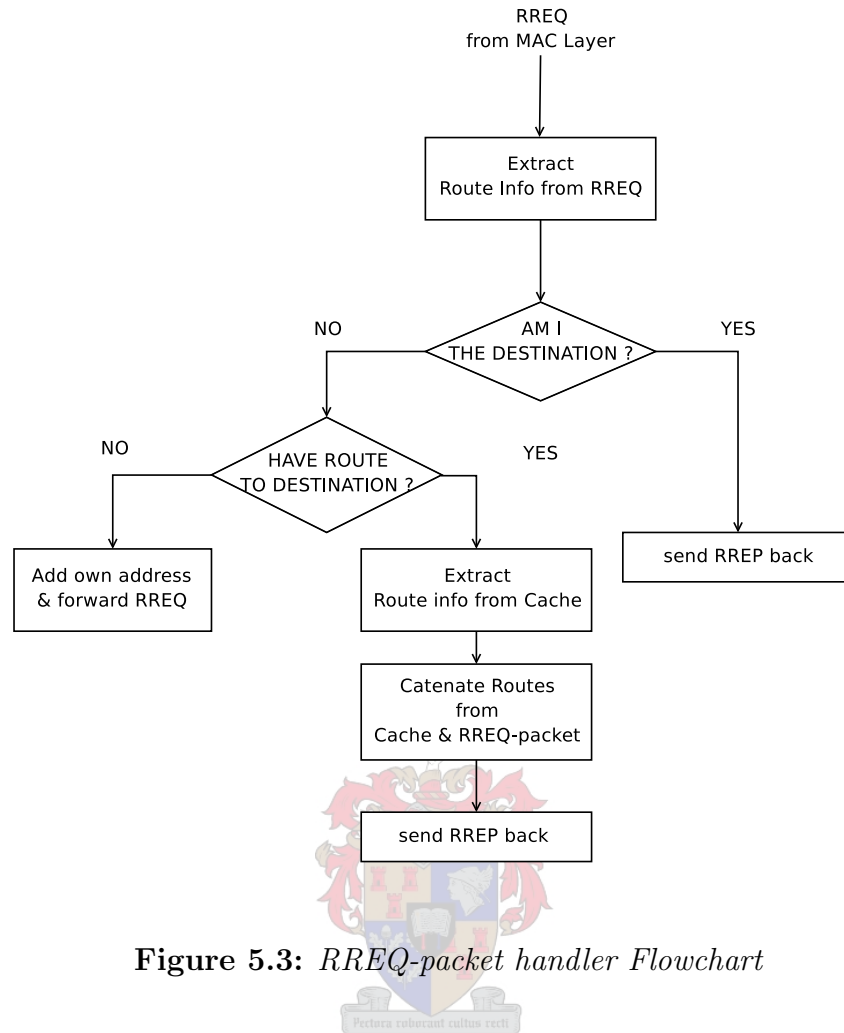 RREQ
from MAC Layer
Extract
Route Info from RREQ
NO
AM I
THE DESTINATION ?
YES
NO
HAVE ROUTE
TO DESTINATION ?
YES
Add own address
& forward RREQ
Extract
Route info from Cache
send RREP back
Catenate Routes
from
Cache & RREQ-packet
send RREP back
Figure 5.3: RREQ-packet handler Flowchart
Pectora roborant cultus recti